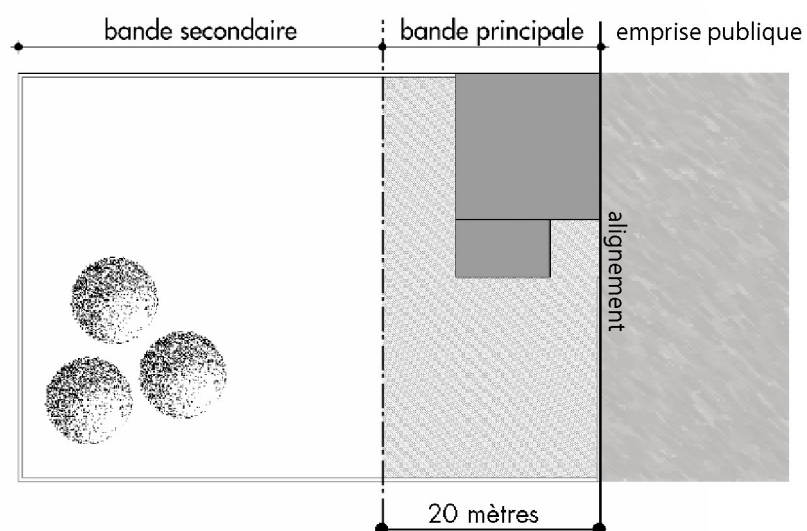 bande secondaire
bande principale
emprise publique
alignement
20 mètres